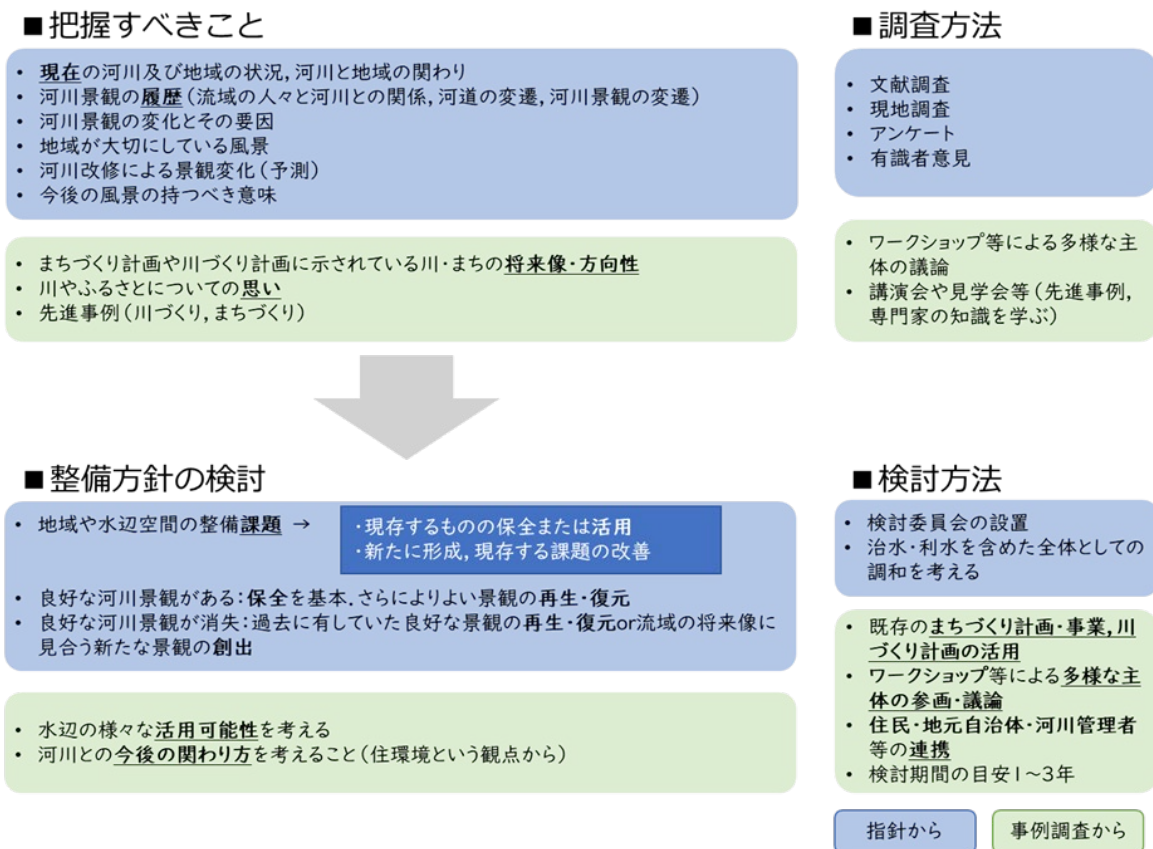 ■把握すべきこと
• 現在の河川及び地域の状況,河川と地域の関わり
• 河川景観の履歴(流域の人々と河川との関係,河道の変遷,河川景観の変遷)
• 河川景観の変化とその要因
• 地域が大切にしている風景
• 河川改修による景観変化(予測)
• 今後の風景の持つべき意味
• まちづくり計画や川づくり計画に示されている川・まちの将来像・方向性
• 川やふるさとについての思い
• 先進事例(川づくり,まちづくり)
■調査方法
• 文献調査
• 現地調査
• アンケート
• 有識者意見
• ワークショップ等による多様な主
体の議論
• 講演会や見学会等(先進事例,
専門家の知識を学ぶ)
■整備方針の検討
• 地域や水辺空間の整備課題 →
・現存するものの保全または活用
・新たに形成,現存する課題の改善
• 良好な河川景観がある:保全を基本.さらによりよい景観の再生・復元
• 良好な河川景観が消失:過去に有していた良好な景観の再生・復元or流域の将来像に
見合う新たな景観の創出
• 水辺の様々な活用可能性を考える
• 河川との今後の関わり方を考えること(住環境という観点から)
■検討方法
• 検討委員会の設置
• 治水・利水を含めた全体としての
調和を考える
• 既存のまちづくり計画・事業,川
づくり計画の活用
• ワークショップ等による多様な主
体の参画・議論
• 住民・地元自治体・河川管理者
等の連携
• 検討期間の目安1~3年
指針から
事例調査から